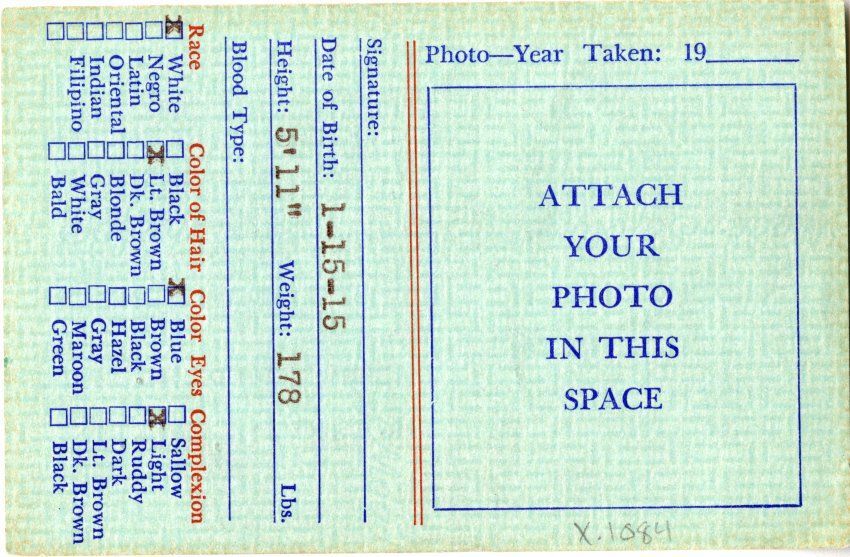 Photo—Year Taken: 19
ATTACH
YOUR
PHOTO
IN THIS
SPACE
X.1884
Signature:
Date of Birth: 1-15-15
Height: 5'11" Weight: 178 Lbs.
Blood Type:
Race Color of Hair Color Eyes Complexion
X White Black X Blue Sallow
Negro X Lt. Brown Brown X Light
Latin Dk. Brown Black Ruddy
Oriental Blonde Hazel Dark
Indian Gray Gray Lt. Brown
Filipino White Maroon Dk. Brown
Bald Green Black